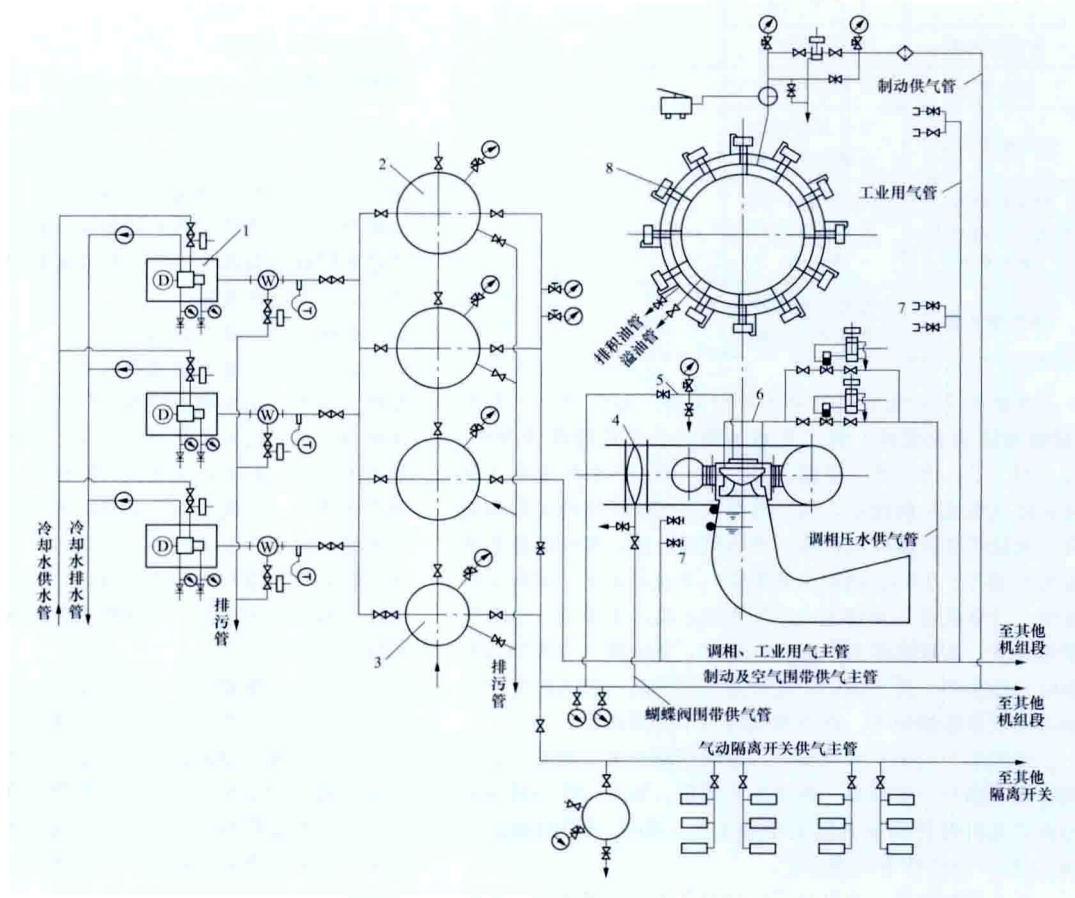 制动供气管
2
8
工业用气管
1
D
W
7
排积油管
溢油管
5
6
4
D
W
D
W
冷却水供水管
冷却水排水管
排污管
3
排污管
7
调相压水供气管
调相、工业用气主管
至其他
机组段
制动及空气围带供气主管
至其他
机组段
蝴蝶阀围带供气管
气动隔离开关供气主管
至其他
隔离开关